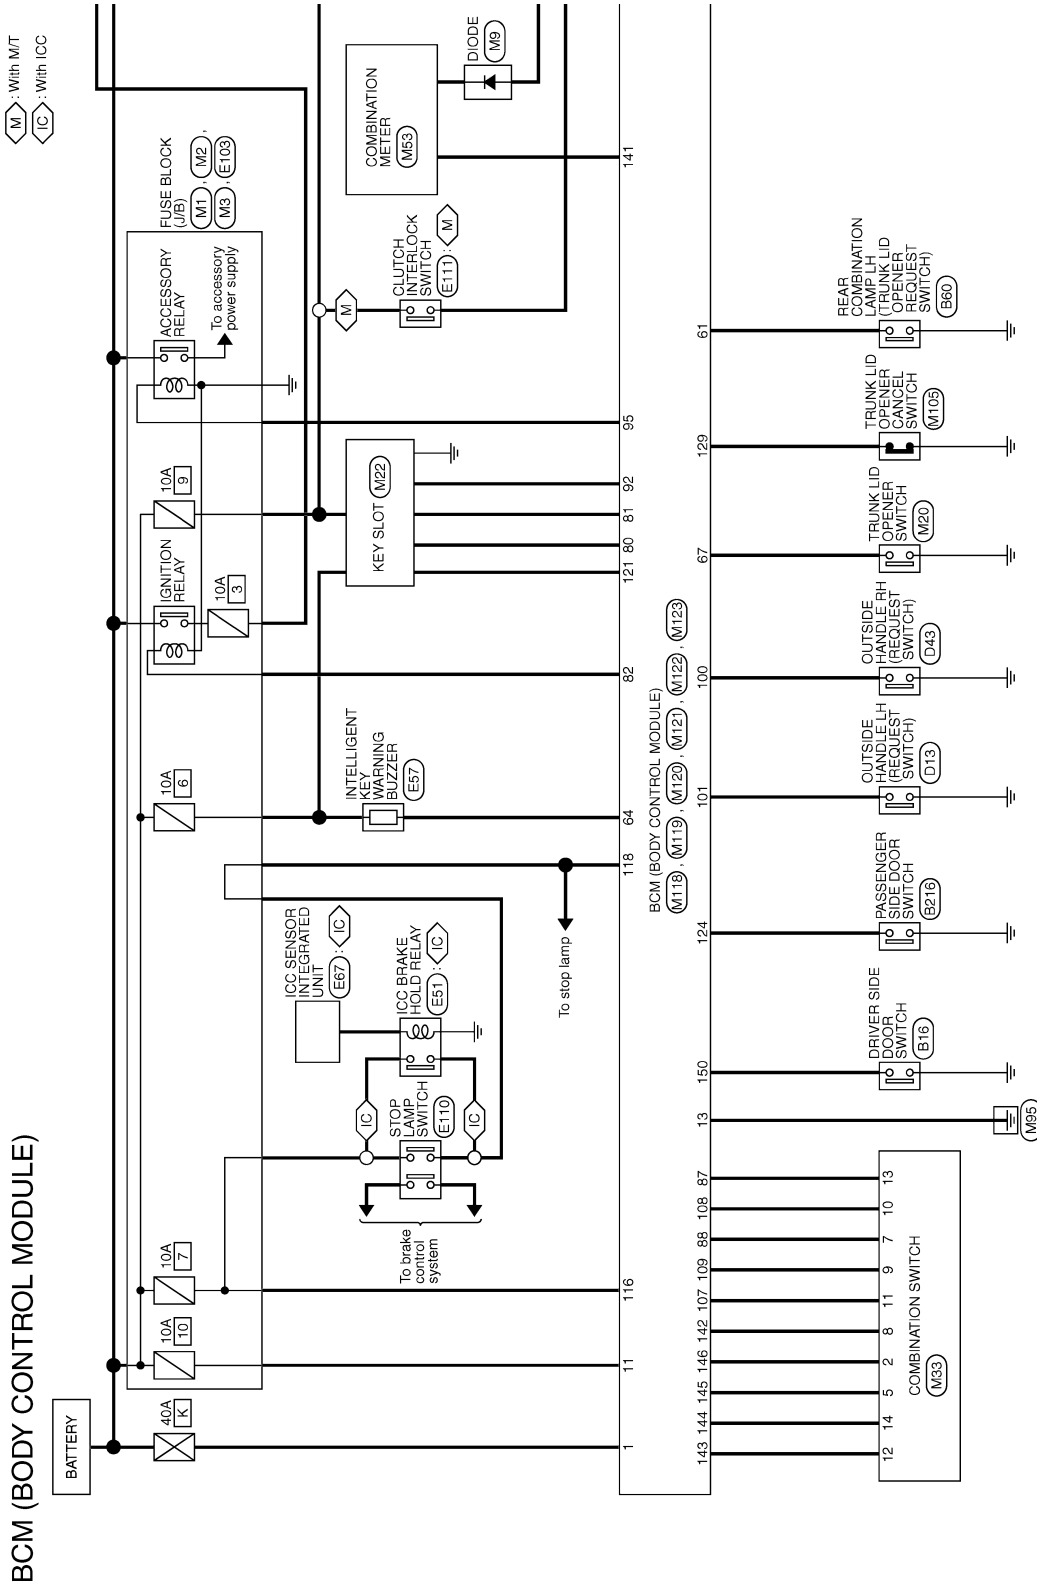 BCM (BODY CONTROL MODULE)
M : With M/T
IC : With ICC
BATTERY
40A
K
10A
10
10A
7
10A
6
IGNITION
RELAY
10A
3
10A
9
ACCESSORY
RELAY
To accessory
power supply
FUSE BLOCK
(J/B)
M1 , M2 ,
M3 , E103
To brake
control
system
STOP
LAMP
SWITCH
E110
IC
IC
ICC SENSOR
INTEGRATED
UNIT
E67 : IC
ICC BRAKE
HOLD RELAY
E51 : IC
To stop lamp
INTELLIGENT
KEY
WARNING
BUZZER
E57
KEY SLOT
M22
M
CLUTCH
INTERLOCK
SWITCH
E111 : M
COMBINATION
METER
M53
DIODE
M9
1
11
116
118
64
82
121
80
81
92
95
141
BCM (BODY CONTROL MODULE)
M118 , M119 , M120 , M121 , M122 , M123
143
144
145
146
142
107
109
88
108
87
13
150
124
101
100
67
129
61
12
14
5
2
8
11
9
7
10
13
COMBINATION SWITCH
M33
M95
DRIVER SIDE
DOOR
SWITCH
B16
PASSENGER
SIDE DOOR
SWITCH
B216
OUTSIDE
HANDLE LH
(REQUEST
SWITCH)
D13
OUTSIDE
HANDLE RH
(REQUEST
SWITCH)
D43
TRUNK LID
OPENER
SWITCH
M20
TRUNK LID
OPENER
CANCEL
SWITCH
M105
REAR
COMBINATION
LAMP LH
(TRUNK LID
OPENER
REQUEST
SWITCH)
B60